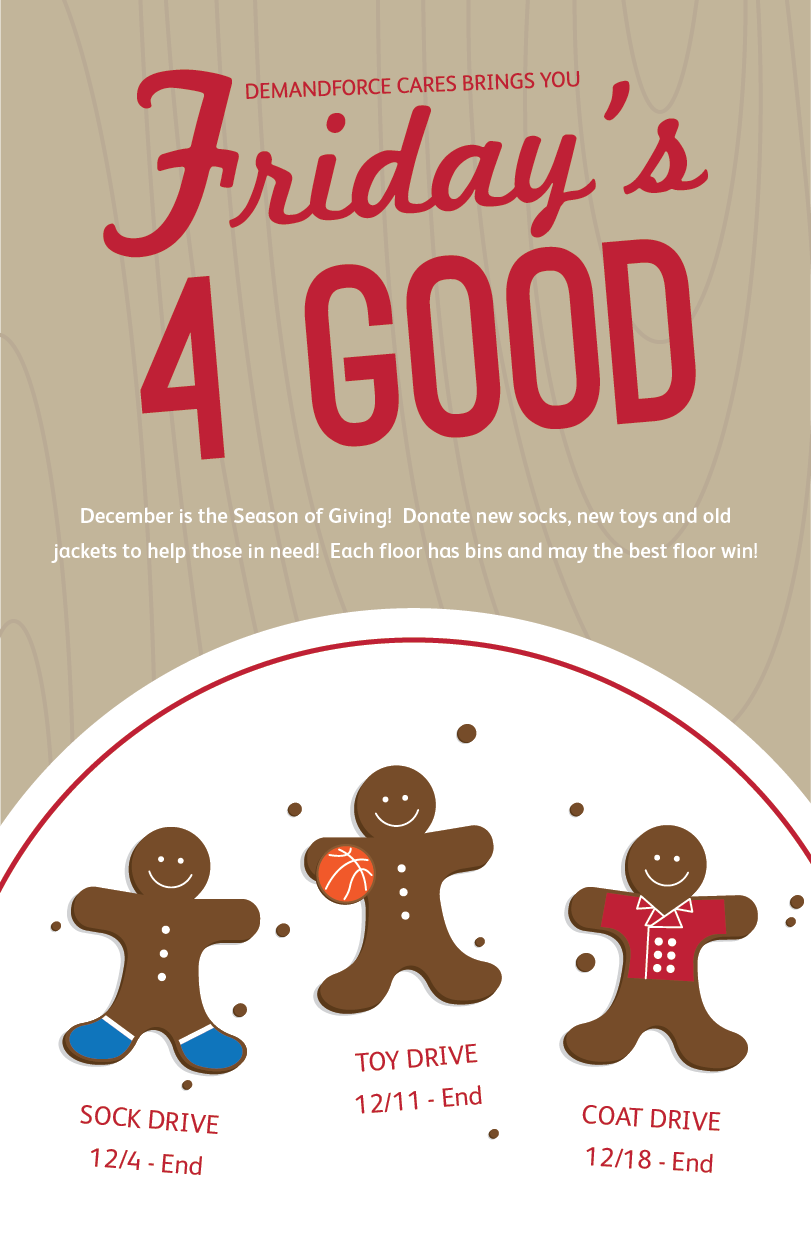 DEMANDFORCE CARES BRINGS YOU
Friday's
4 GOOD
December is the Season of Giving!  Donate new socks, new toys and old
jackets to help those in need!  Each floor has bins and may the best floor win!
SOCK DRIVE
12/4 - End
TOY DRIVE
12/11 - End
COAT DRIVE
12/18 - End